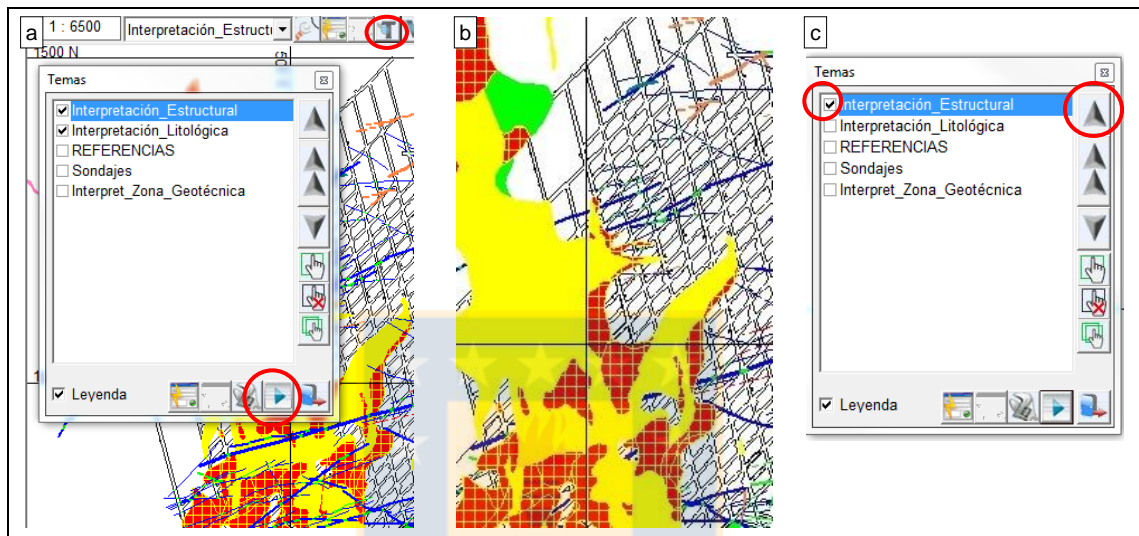 a
1 : 6500
Interpretación_Estructu
1500 N
Temas
Interpretación_Estructural
Interpretación_Litológica
REFERENCIAS
Sondajes
Interpret_Zona_Geotécnica
Leyenda
b
c
Temas
Interpretación_Estructural
Interpretación_Litológica
REFERENCIAS
Sondajes
Interpret_Zona_Geotécnica
Leyenda